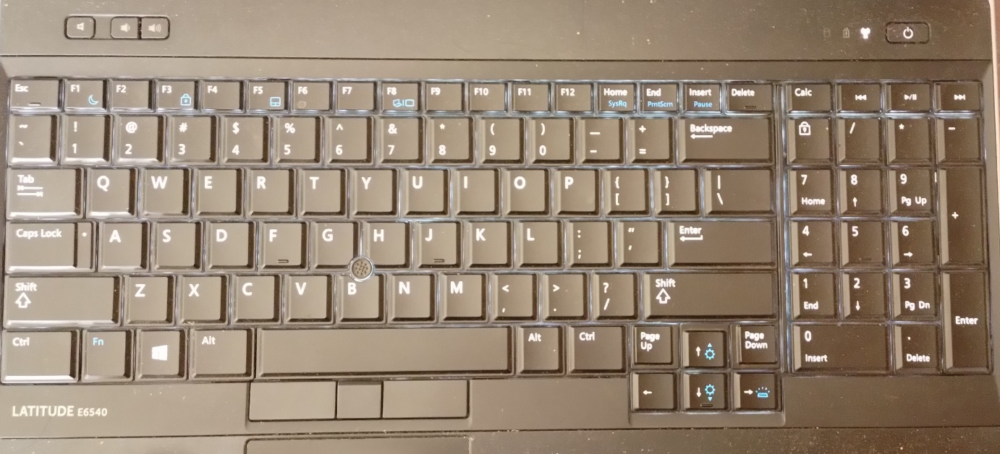 Esc F1 F2 F3 F4 F5 F6 F7 F8 F9 F10 F11 F12 Home End Insert Delete Calc
SysRq PrntScrn Pause
~ ! @ # $ % ^ & * ( ) _ + Backspace / * -
` 1 2 3 4 5 6 7 8 9 0 - =
Tab Q W E R T Y U I O P { } | 7 8 9 +
[ ] \ Home ↑ Pg Up
Caps Lock A S D F G H J K L : " Enter 4 5 6
; ' ← →
Shift Z X C V B N M < > ? Shift 1 2 3
, . / End ↓ Pg Dn
Ctrl Fn Alt Alt Ctrl Page Up ↑ Page Down 0 . Enter
Insert Delete
← ↓ →
LATITUDE E6540